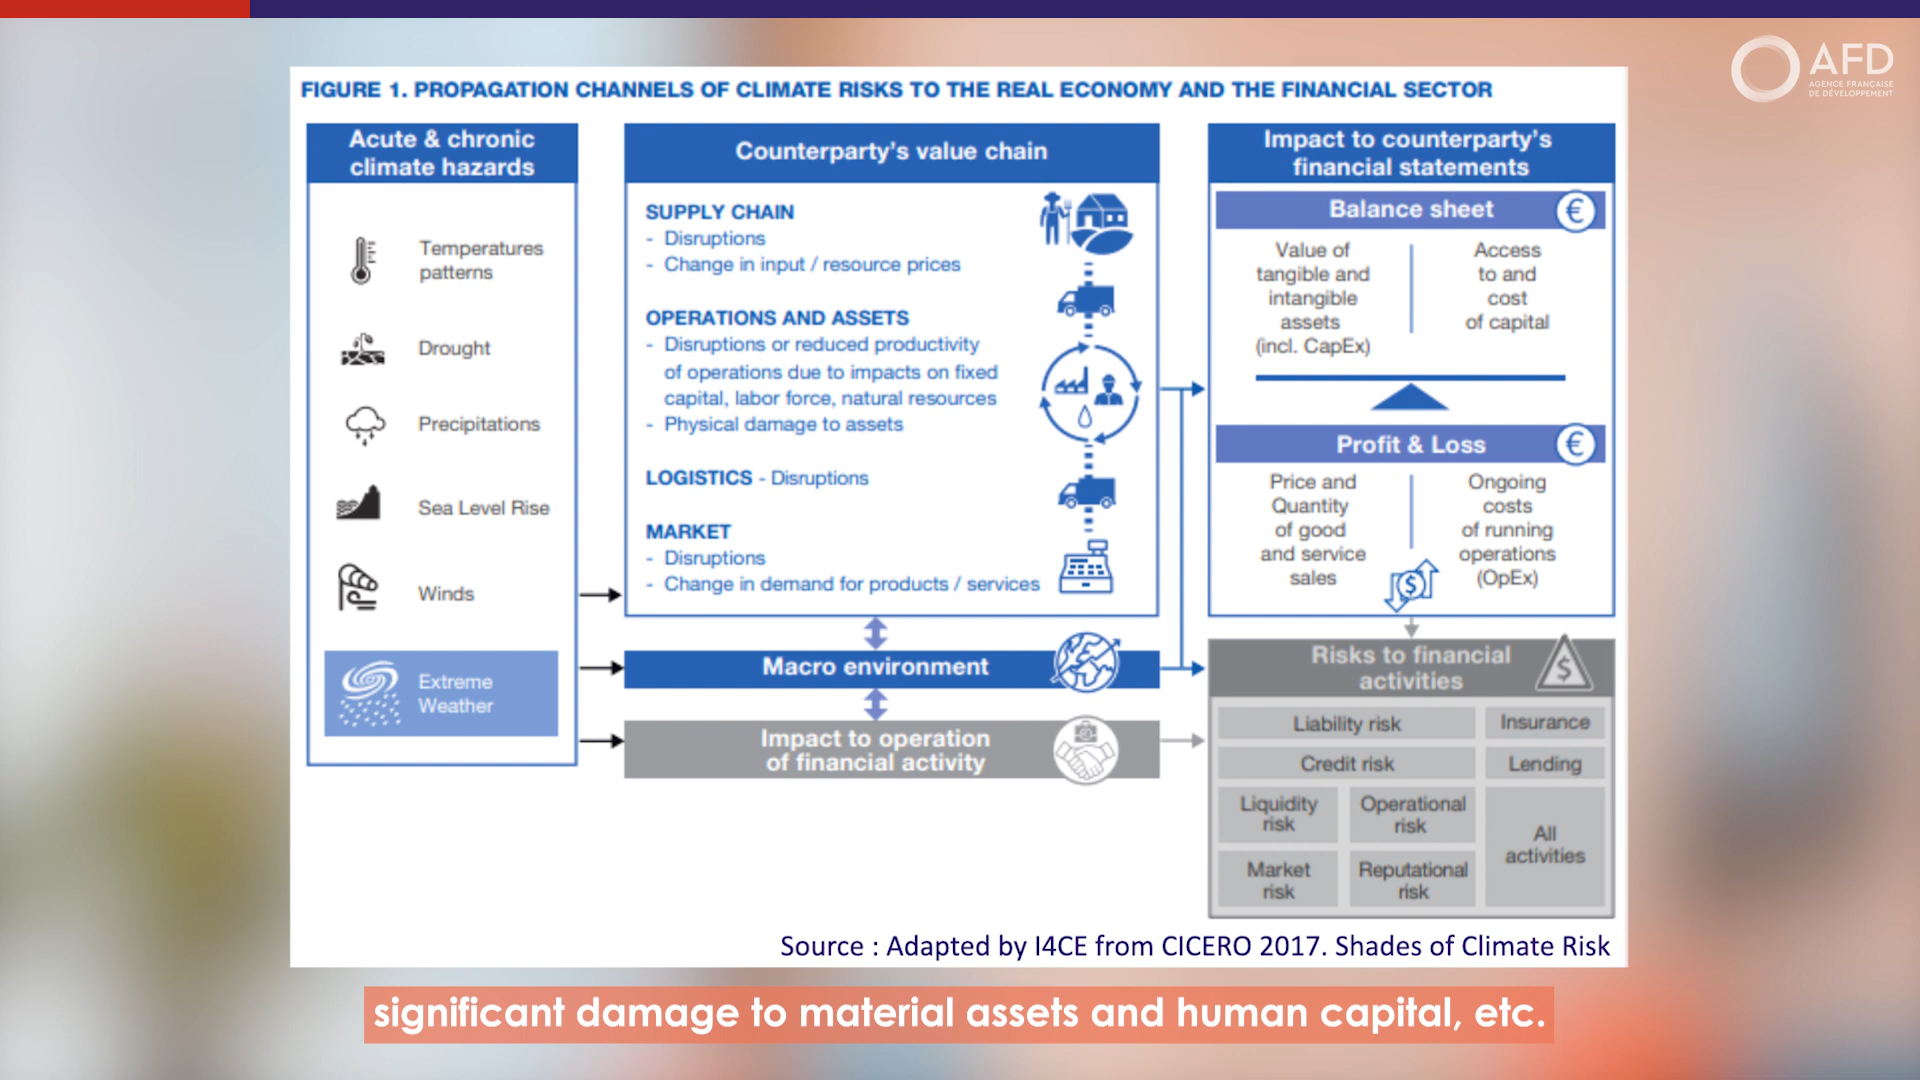 AFD
AGENCE FRANÇAISE
DE DÉVELOPPEMENT
FIGURE 1. PROPAGATION CHANNELS OF CLIMATE RISKS TO THE REAL ECONOMY AND THE FINANCIAL SECTOR
Acute & chronic
climate hazards
Temperatures
patterns
Drought
Precipitations
Sea Level Rise
Winds
Extreme
Weather
Counterparty's value chain
SUPPLY CHAIN
- Disruptions
- Change in input / resource prices
OPERATIONS AND ASSETS
- Disruptions or reduced productivity
of operations due to impacts on fixed
capital, labor force, natural resources
- Physical damage to assets
LOGISTICS - Disruptions
MARKET
- Disruptions
- Change in demand for products / services
Macro environment
Impact to operation
of financial activity
Impact to counterparty's
financial statements
Balance sheet
€
Value of
tangible and
intangible
assets
(incl. CapEx)
Access
to and
cost
of capital
Profit & Loss
€
Price and
Quantity
of good
and service
sales
$
Ongoing
costs
of running
operations
(OpEx)
Risks to financial
activities
$
Liability risk
Insurance
Credit risk
Lending
Liquidity
risk
Operational
risk
All
activities
Market
risk
Reputational
risk
Source : Adapted by I4CE from CICERO 2017. Shades of Climate Risk
significant damage to material assets and human capital, etc.